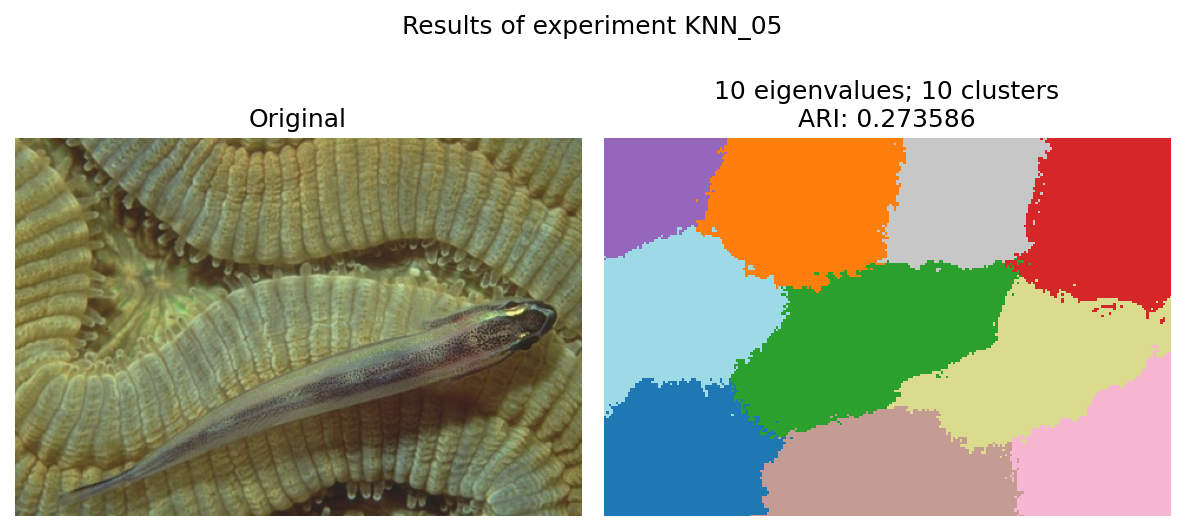 Results of experiment KNN_05
Original
10 eigenvalues; 10 clusters
ARI: 0.273586